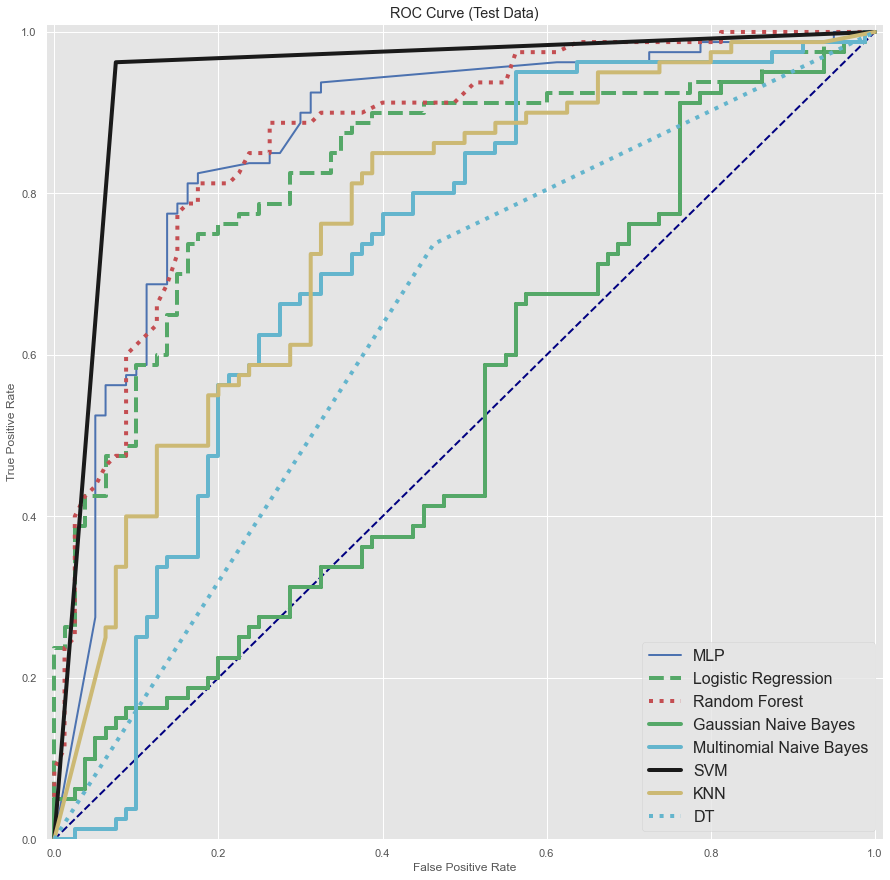 ROC Curve (Test Data)
True Positive Rate
1.0
0.8
0.6
0.4
0.2
0.0
0.0 0.2 0.4 0.6 0.8 1.0
False Positive Rate
MLP
Logistic Regression
Random Forest
Gaussian Naive Bayes
Multinomial Naive Bayes
SVM
KNN
DT